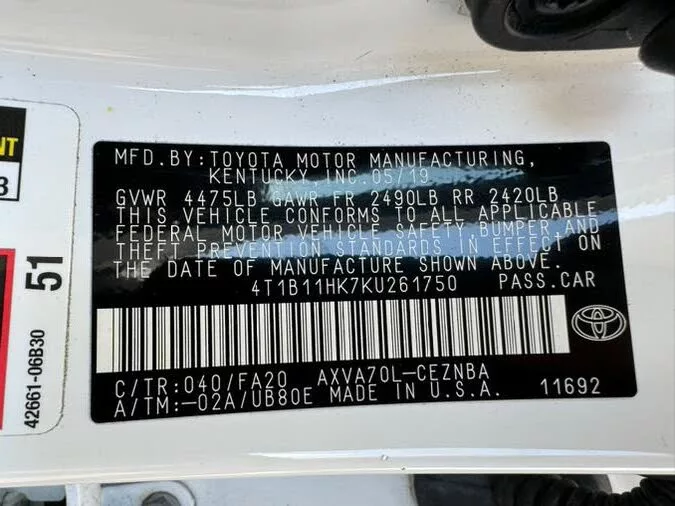 NT
3
51
42661-06B30
MFD.BY:TOYOTA MOTOR MANUFACTURING,
KENTUCKY,INC.05/19
GVWR 4475LB GAWR FR 2490LB RR 2420LB
THIS VEHICLE CONFORMS TO ALL APPLICABLE
FEDERAL MOTOR VEHICLE SAFETY BUMPER,AND
THEFT PREVENTION STANDARDS IN EFFECT ON
THE DATE OF MANUFACTURE SHOWN ABOVE.
4T1B11HK7KU261750 PASS.CAR
C/TR:040/FA20 AXVA70L-CEZNBA
A/TM:-02A/UB80E MADE IN U.S.A. 11692